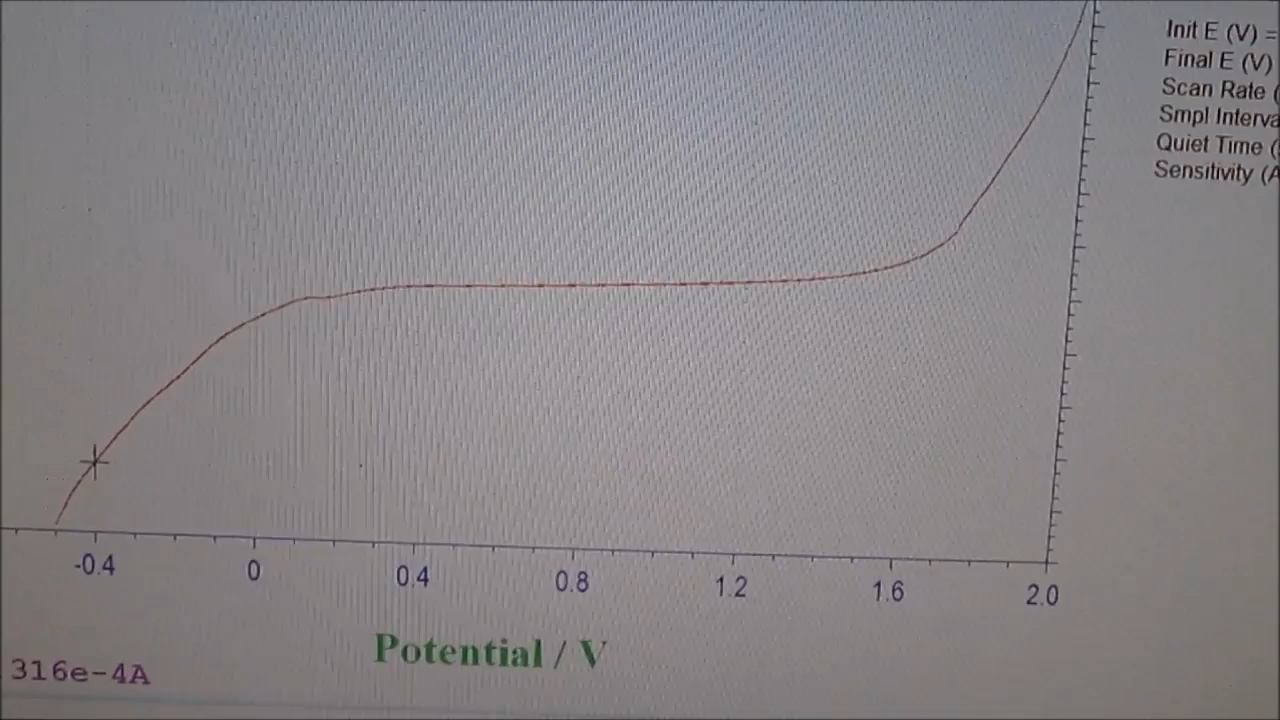 Init E (V) =
Final E (V)
Scan Rate (
Smpl Interva
Quiet Time (
Sensitivity (A
-0.4 0 0.4 0.8 1.2 1.6 2.0
Potential / V
316e-4A